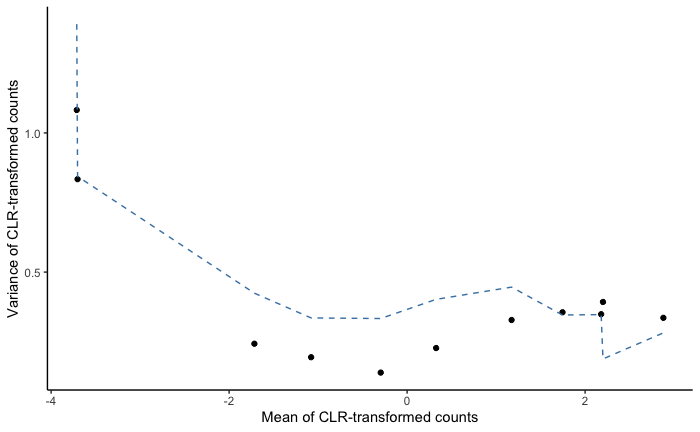 Variance of CLR-transformed counts
1.0
0.5
-4 -2 0 2
Mean of CLR-transformed counts